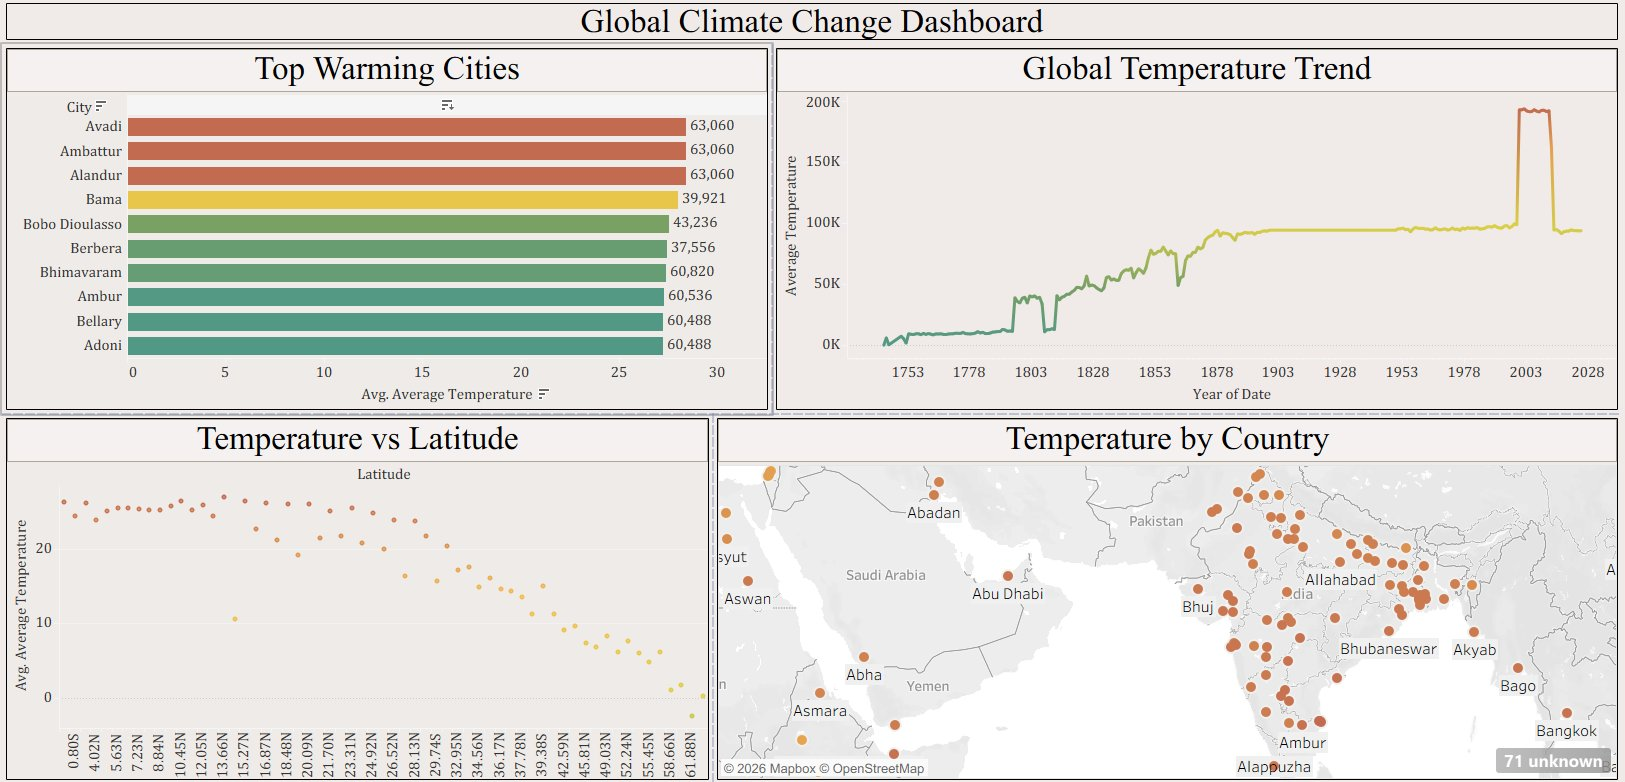 Global Climate Change Dashboard
Top Warming Cities
City
Avadi 63,060
Ambattur 63,060
Alandur 63,060
Bama 39,921
Bobo Dioulasso 43,236
Berbera 37,556
Bhimavaram 60,820
Ambur 60,536
Bellary 60,488
Adoni 60,488
0 5 10 15 20 25 30
Avg. Average Temperature
Global Temperature Trend
Average Temperature
200K
150K
100K
50K
0K
1753 1778 1803 1828 1853 1878 1903 1928 1953 1978 2003 2028
Year of Date
Temperature vs Latitude
Latitude
Avg. Average Temperature
20
10
0
0.80S 4.02N 5.63N 7.23N 8.84N 10.45N 12.05N 13.66N 15.27N 16.87N 18.48N 20.09N 21.70N 23.31N 24.92N 26.52N 28.13N 29.74S 32.95N 34.56N 36.17N 37.78N 39.38S 42.59N 45.81N 49.03N 52.24N 55.45N 58.66N 61.88N
Temperature by Country
Abadan
Pakistan
syut
Saudi Arabia
Abu Dhabi
Aswan
Allahabad
dia
Bhuj
A
Bhubaneswar
Akyab
Abha
Yemen
n
Bago
Asmara
Bangkok
Ambur
Alappuzha
71 unknown
Ba
© 2026 Mapbox © OpenStreetMap